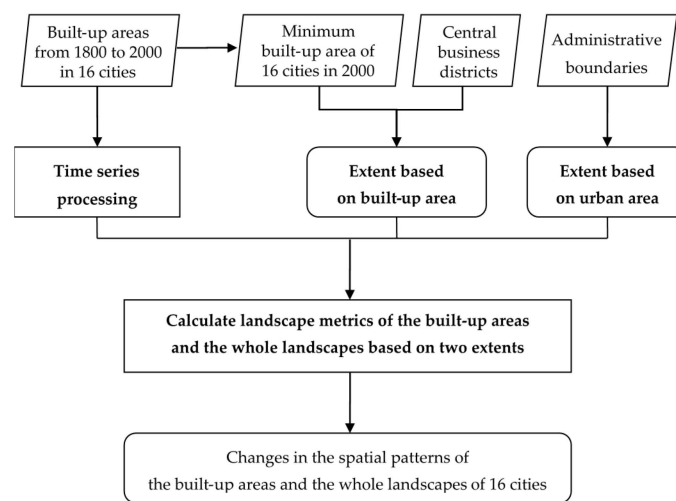 Built-up areas
from 1800 to 2000
in 16 cities
Minimum
built-up area of
16 cities in 2000
Central
business
districts
Administrative
boundaries
Time series
processing
Extent based
on built-up area
Extent based
on urban area
Calculate landscape metrics of the built-up areas
and the whole landscapes based on two extents
Changes in the spatial patterns of
the built-up areas and the whole landscapes of 16 cities